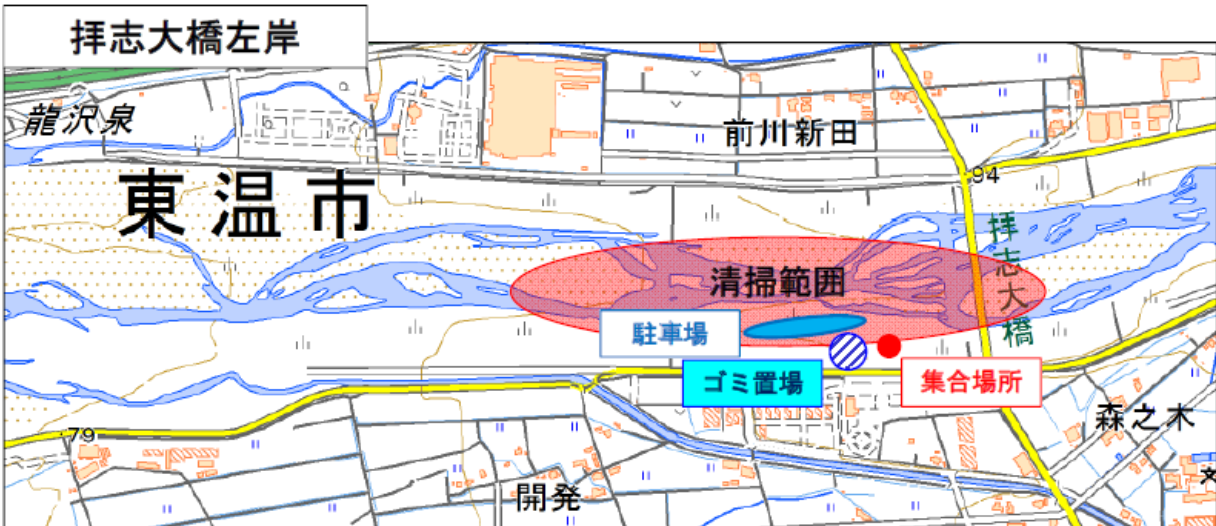 拝志大橋左岸
龍沢泉
前川新田
94
東温市
拝志大橋
清掃範囲
駐車場
ゴミ置場
集合場所
森之木
79
開発
文